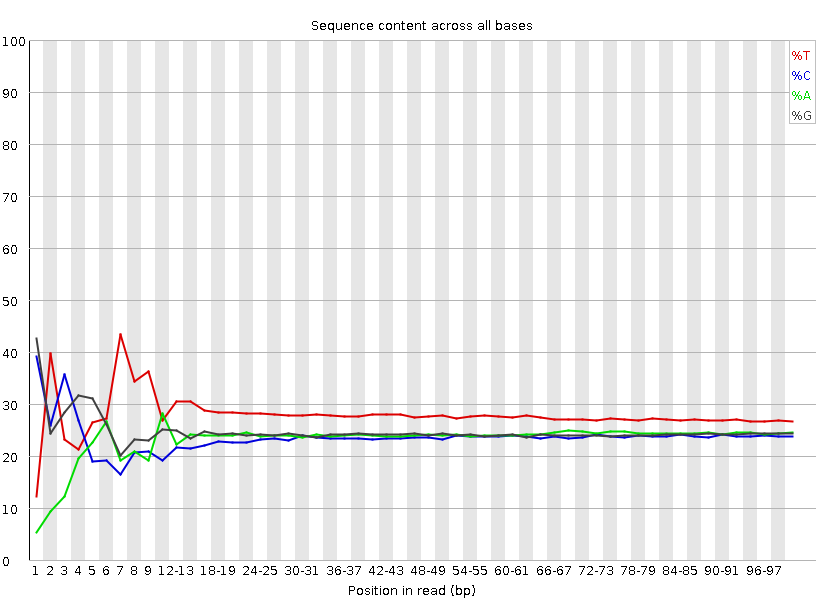 Sequence content across all bases
100
90
80
70
60
50
40
30
20
10
0
%T
%C
%A
%G
1 2 3 4 5 6 7 8 9 12-13 18-19 24-25 30-31 36-37 42-43 48-49 54-55 60-61 66-67 72-73 78-79 84-85 90-91 96-97
Position in read (bp)